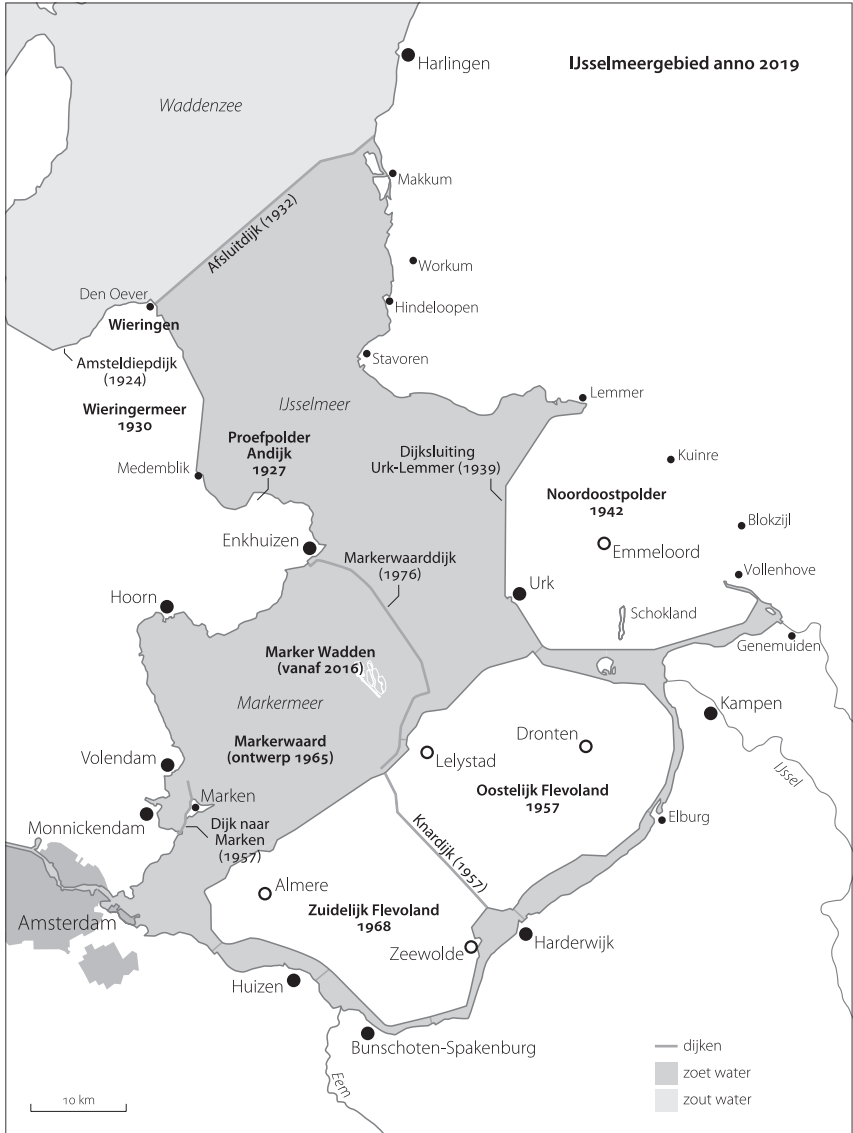 Harlingen
IJsselmeergebied anno 2019
Waddenzee
Makkum
Afsluitdijk (1932)
Workum
Den Oever
Hindeloopen
Wieringen
Amsteldiepdijk
(1924)
Stavoren
Wieringermeer
1930
IJsselmeer
Lemmer
Proefpolder
Andijk
1927
Dijksluiting
Urk-Lemmer (1939)
Kuinre
Medemblik
Noordoostpolder
1942
Blokzijl
Enkhuizen
Emmeloord
Markerwaarddijk
(1976)
Vollenhove
Hoorn
Urk
Schokland
Genemuiden
Marker Wadden
(vanaf 2016)
Markermeer
Kampen
Dronten
Markerwaard
(ontwerp 1965)
Volendam
Lelystad
IJssel
Oostelijk Flevoland
1957
Marken
Monnickendam
Dijk naar
Marken
(1957)
Elburg
Knardijk (1957)
Almere
Zuidelijk Flevoland
1968
Amsterdam
Zeewolde
Harderwijk
Huizen
Bunschoten-Spakenburg
Eem
dijken
zoet water
zout water
10 km